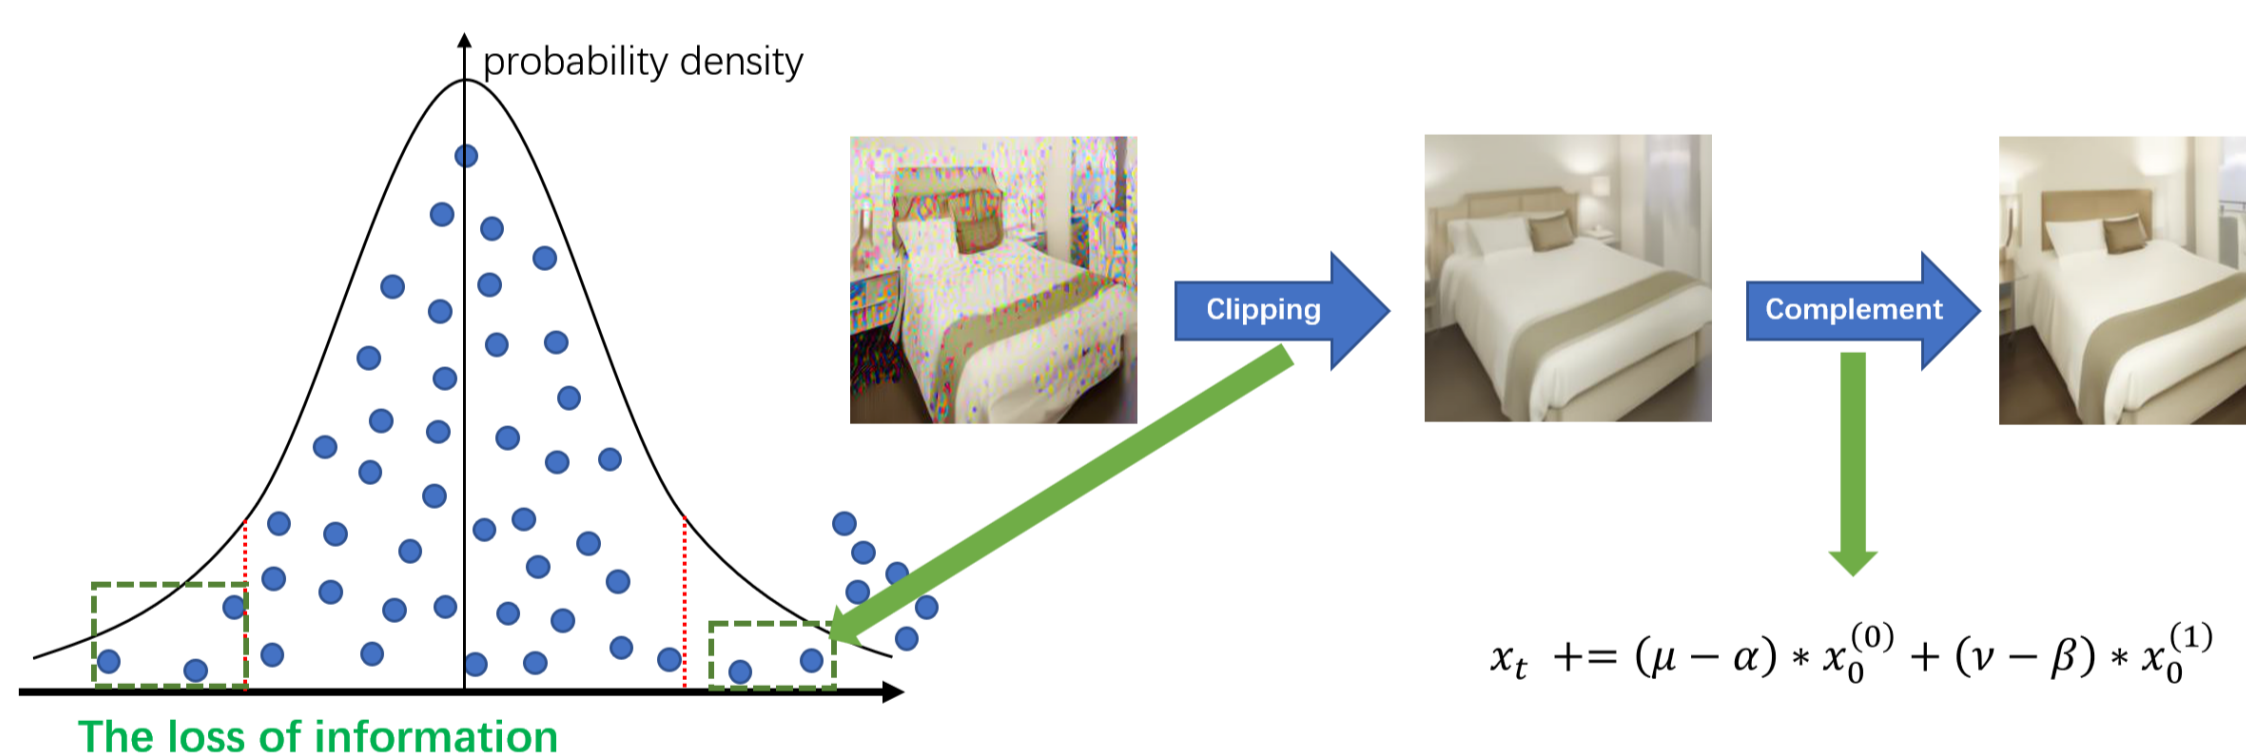 probability density
Clipping
Complement
x_t += (μ − α) ∗ x_0^{(0)} + (ν − β) ∗ x_0^{(1)}
The loss of information